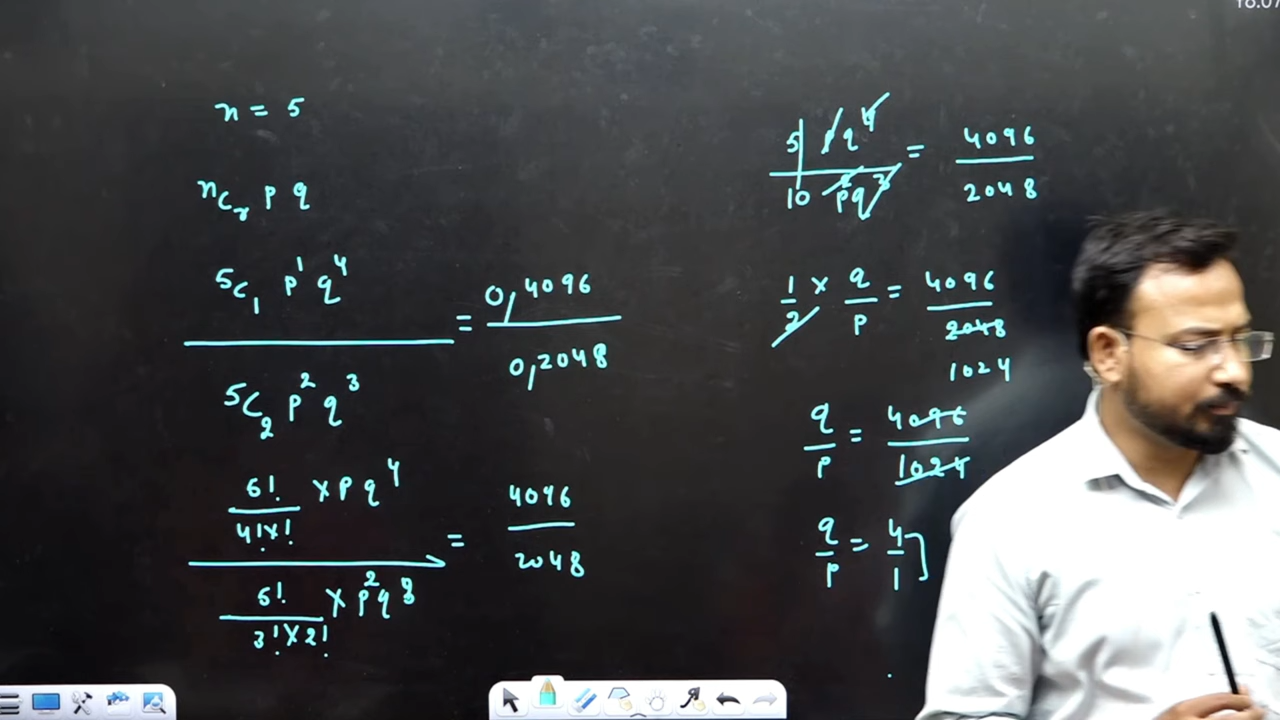 18:07
n = 5
ⁿCᵣ p q
⁵C₁ p¹ q⁴ / ⁵C₂ p² q³ = 0,4096 / 0,2048
5!/4!×! × p q⁴ / 5!/3!×2! × p² q³ = 4096 / 2048
5 p q⁴ / 10 p² q³ = 4096 / 2048
1/2 × q/p = 4096 / 2048
1024
q/p = 4096 / 1024
q/p = 4/1